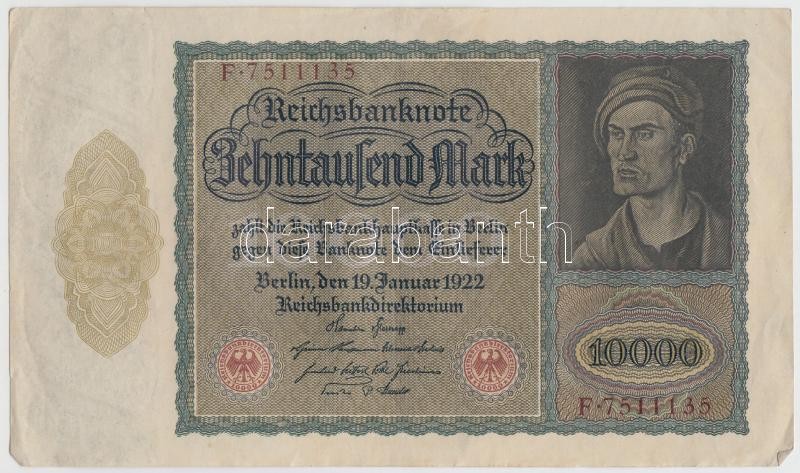 F·7511135
Reichsbanknote
Zehntausend Mark
zahlt die Reichsbankhauptkasse in Berlin
gegen diese Banknote dem Einlieferer
darabanth
Berlin, den 19. Januar 1922
Reichsbankdirektorium
10000
F·7511135